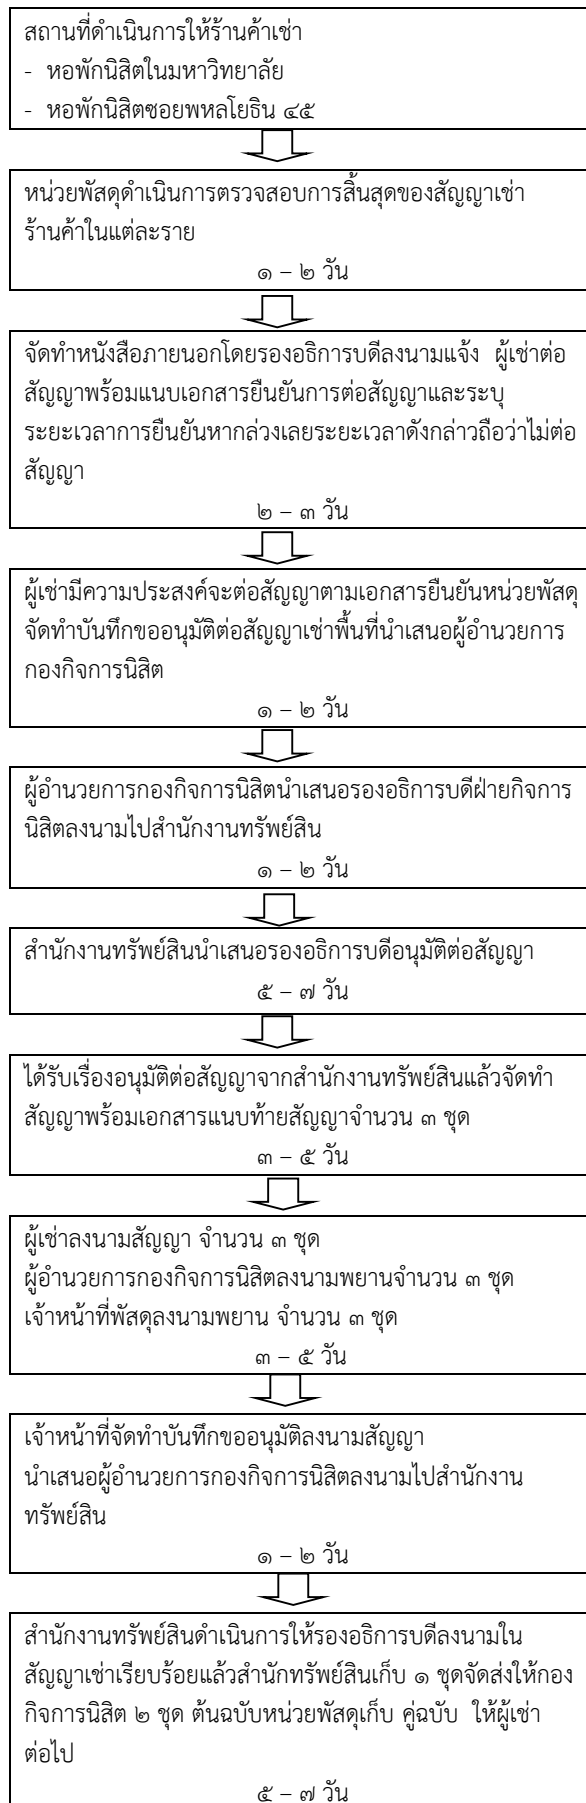 สถานที่ดำเนินการให้ร้านค้าเช่า
- หอพักนิสิตในมหาวิทยาลัย
- หอพักนิสิตซอยพหลโยธิน ๔๕
หน่วยพัสดุดำเนินการตรวจสอบการสิ้นสุดของสัญญาเช่า
ร้านค้าในแต่ละราย
๑ – ๒ วัน
จัดทำหนังสือภายนอกโดยรองอธิการบดีลงนามแจ้ง ผู้เช่าต่อ
สัญญาพร้อมแนบเอกสารยืนยันการต่อสัญญาและระบุ
ระยะเวลาการยืนยันหากล่วงเลยระยะเวลาดังกล่าวถือว่าไม่ต่อ
สัญญา
๒ – ๓ วัน
ผู้เช่ามีความประสงค์จะต่อสัญญาตามเอกสารยืนยันหน่วยพัสดุ
จัดทำบันทึกขออนุมัติต่อสัญญาเช่าพื้นที่นำเสนอผู้อำนวยการ
กองกิจการนิสิต
๑ – ๒ วัน
ผู้อำนวยการกองกิจการนิสิตนำเสนอรองอธิการบดีฝ่ายกิจการ
นิสิตลงนามไปสำนักงานทรัพย์สิน
๑ – ๒ วัน
สำนักงานทรัพย์สินนำเสนอรองอธิการบดีอนุมัติต่อสัญญา
๕ – ๗ วัน
ได้รับเรื่องอนุมัติต่อสัญญาจากสำนักงานทรัพย์สินแล้วจัดทำ
สัญญาพร้อมเอกสารแนบท้ายสัญญาจำนวน ๓ ชุด
๓ – ๕ วัน
ผู้เช่าลงนามสัญญา จำนวน ๓ ชุด
ผู้อำนวยการกองกิจการนิสิตลงนามพยานจำนวน ๓ ชุด
เจ้าหน้าที่พัสดุลงนามพยาน จำนวน ๓ ชุด
๓ – ๕ วัน
เจ้าหน้าที่จัดทำบันทึกขออนุมัติลงนามสัญญา
นำเสนอผู้อำนวยการกองกิจการนิสิตลงนามไปสำนักงาน
ทรัพย์สิน
๑ – ๒ วัน
สำนักงานทรัพย์สินดำเนินการให้รองอธิการบดีลงนามใน
สัญญาเช่าเรียบร้อยแล้วสำนักทรัพย์สินเก็บ ๑ ชุดจัดส่งให้กอง
กิจการนิสิต ๒ ชุด ต้นฉบับหน่วยพัสดุเก็บ คู่ฉบับ ให้ผู้เช่า
ต่อไป
๕ – ๗ วัน